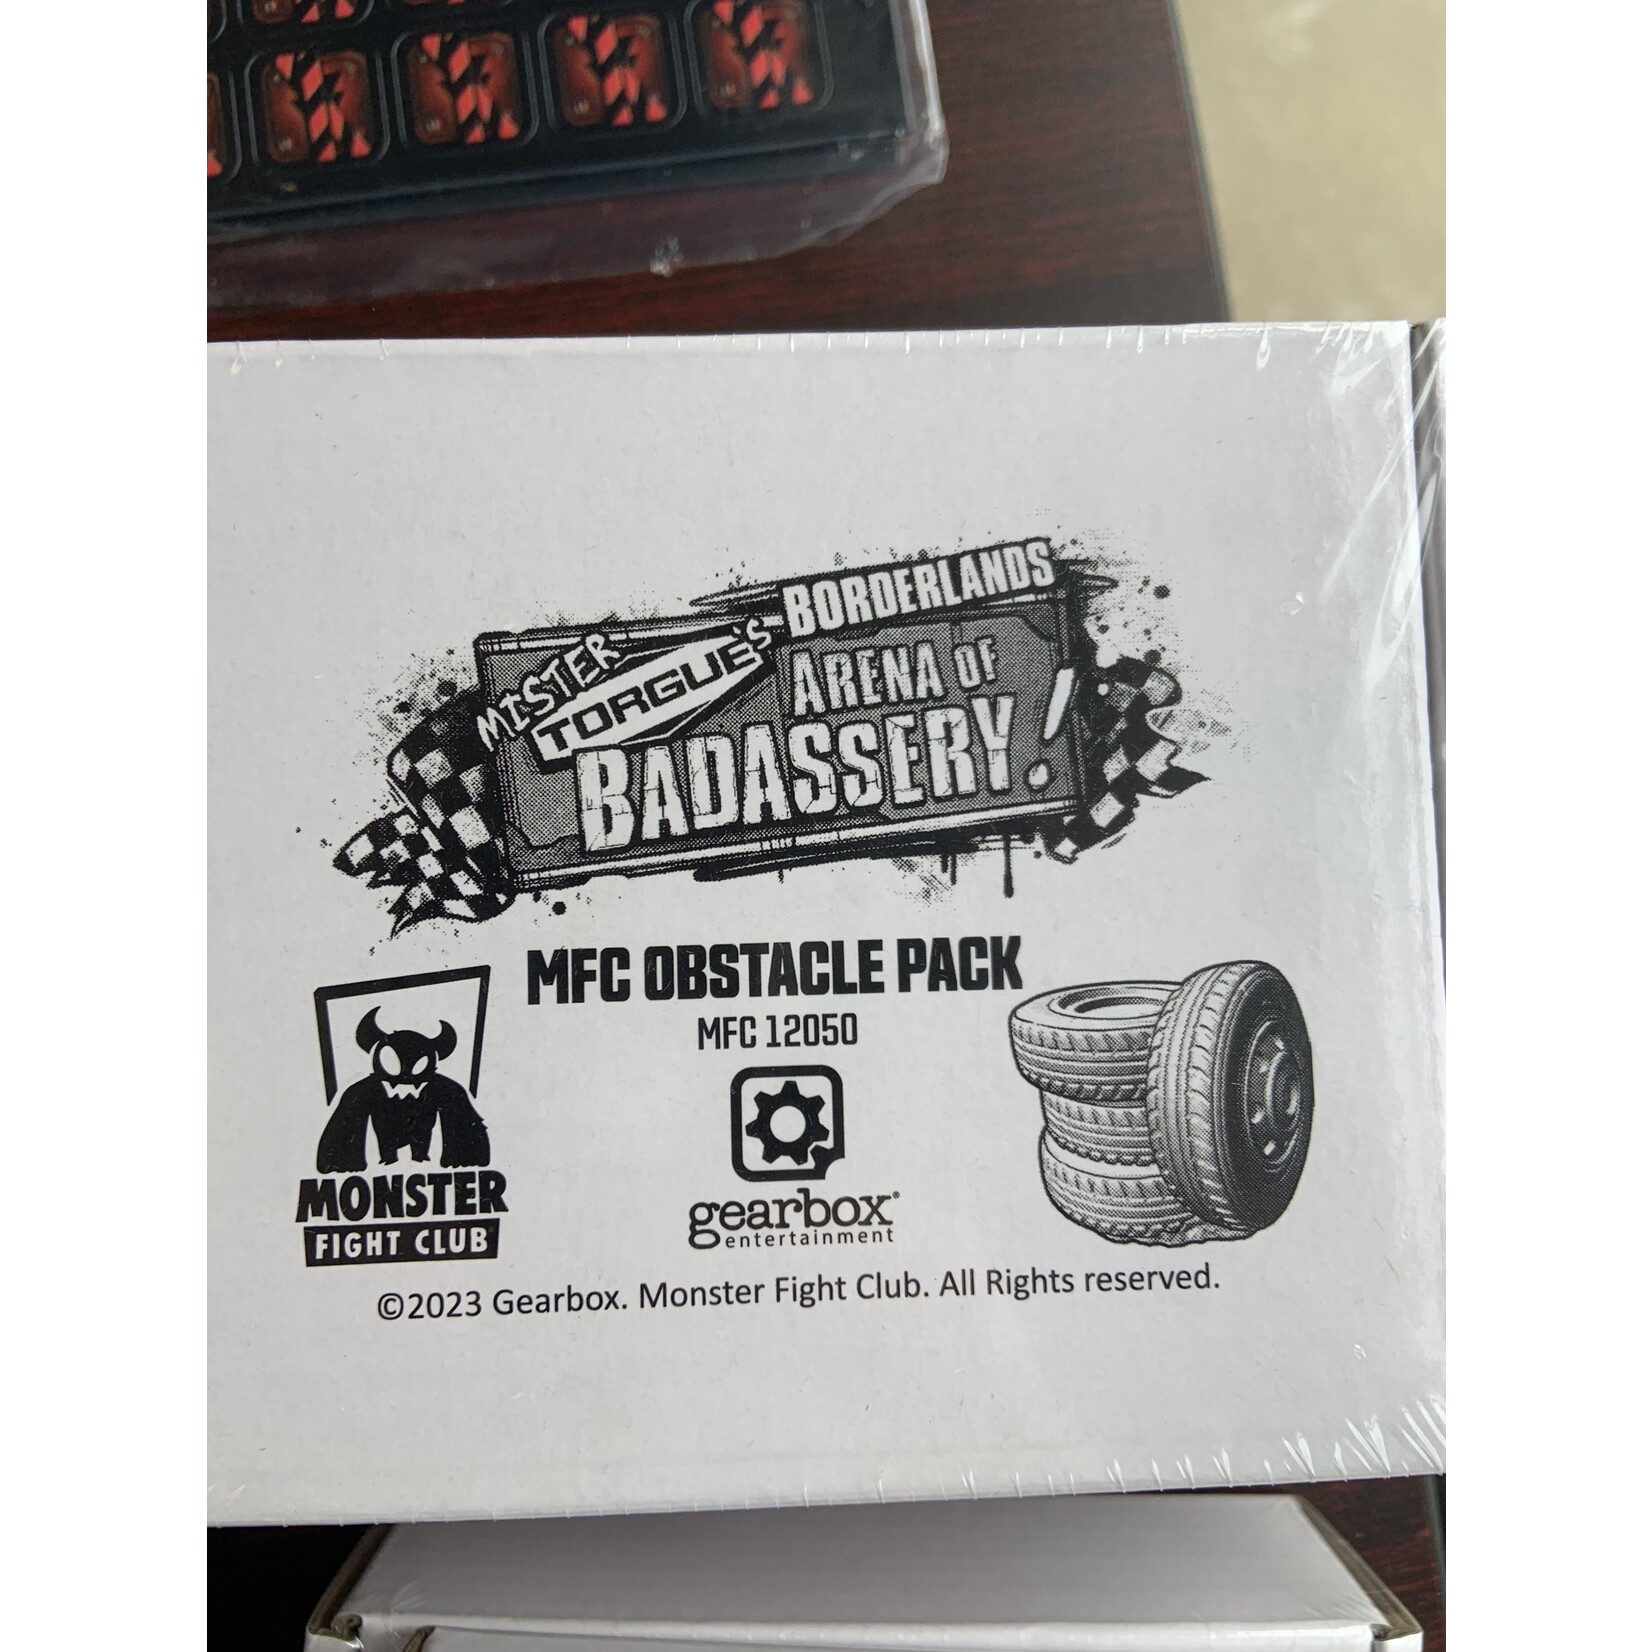 BORDERLANDS
MISTER
TORGUE'S
ARENA OF
BADASSERY!
MFC OBSTACLE PACK
MFC 12050
MONSTER
FIGHT CLUB
gearbox®
entertainment
©2023 Gearbox. Monster Fight Club. All Rights reserved.